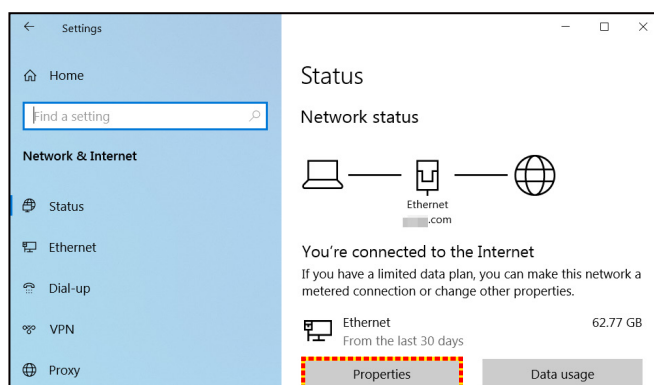 Settings
Home
Find a setting
Network & Internet
Status
Ethernet
Dial-up
VPN
Proxy
Status
Network status
Ethernet
.com
You're connected to the Internet
If you have a limited data plan, you can make this network a
metered connection or change other properties.
Ethernet 62.77 GB
From the last 30 days
Properties Data usage